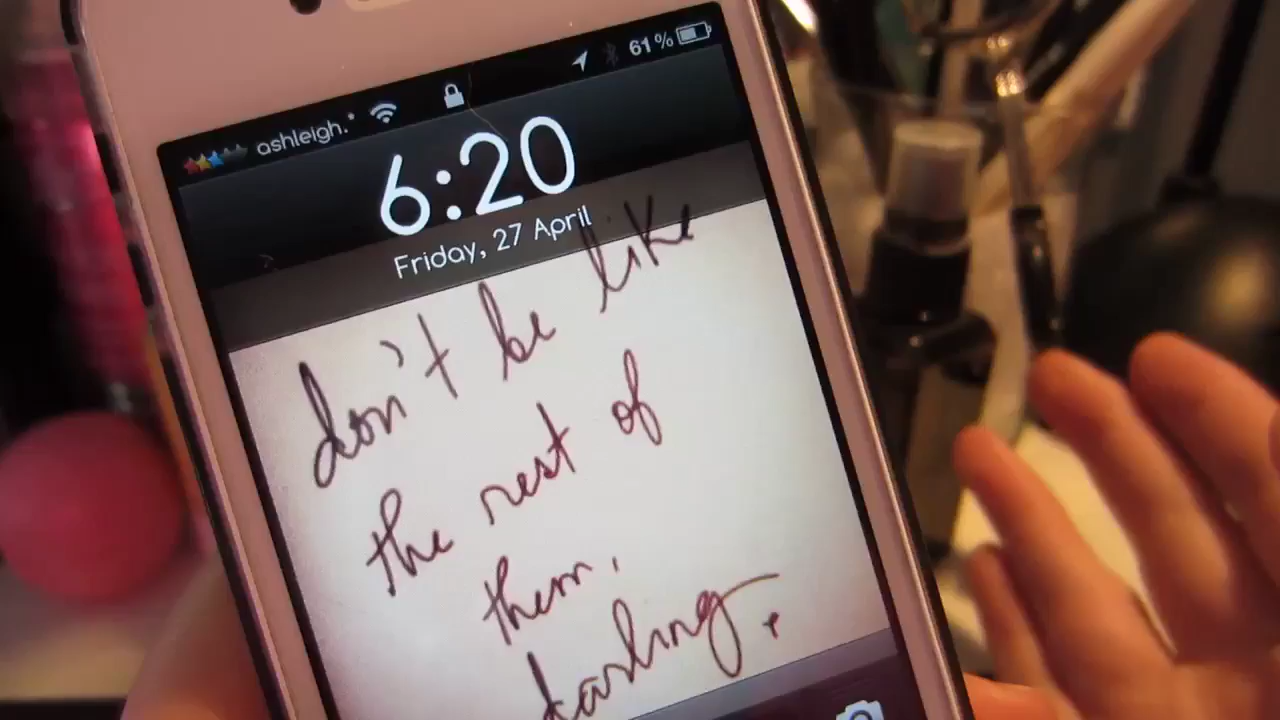 ashleigh.* 61%
6:20
Friday, 27 April
don't be like
the rest of
them,
darling.